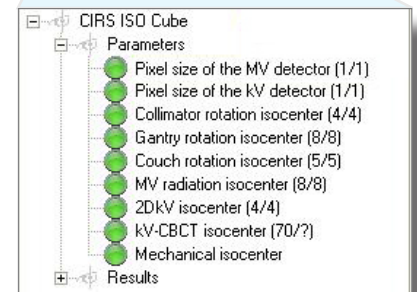 CIRS ISO Cube
Parameters
Pixel size of the MV detector (1/1)
Pixel size of the kV detector (1/1)
Collimator rotation isocenter (4/4)
Gantry rotation isocenter (8/8)
Couch rotation isocenter (5/5)
MV radiation isocenter (8/8)
2DkV isocenter (4/4)
kV-CBCT isocenter (70/?)
Mechanical isocenter
Results